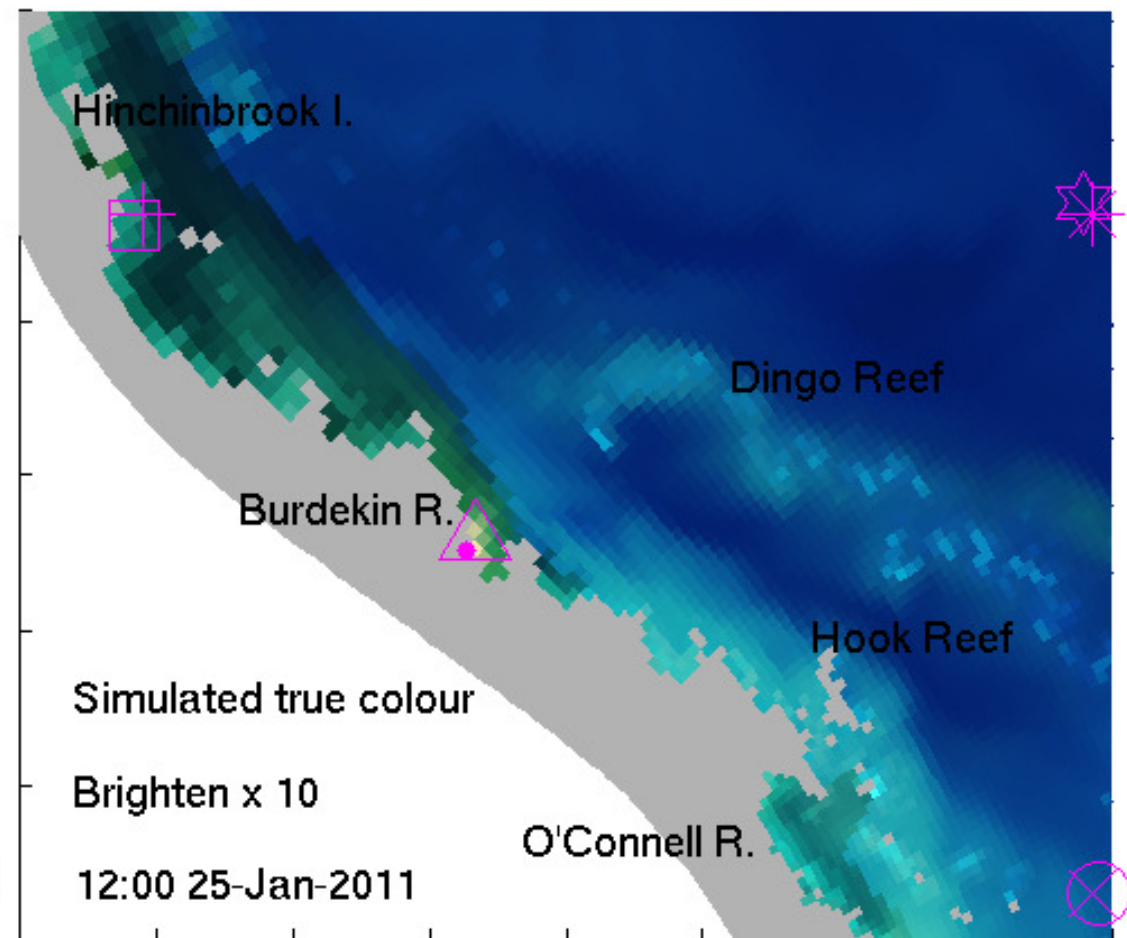 Hinchinbrook I.
Dingo Reef
Burdekin R.
Hook Reef
Simulated true colour
Brighten x 10
O'Connell R.
12:00 25-Jan-2011